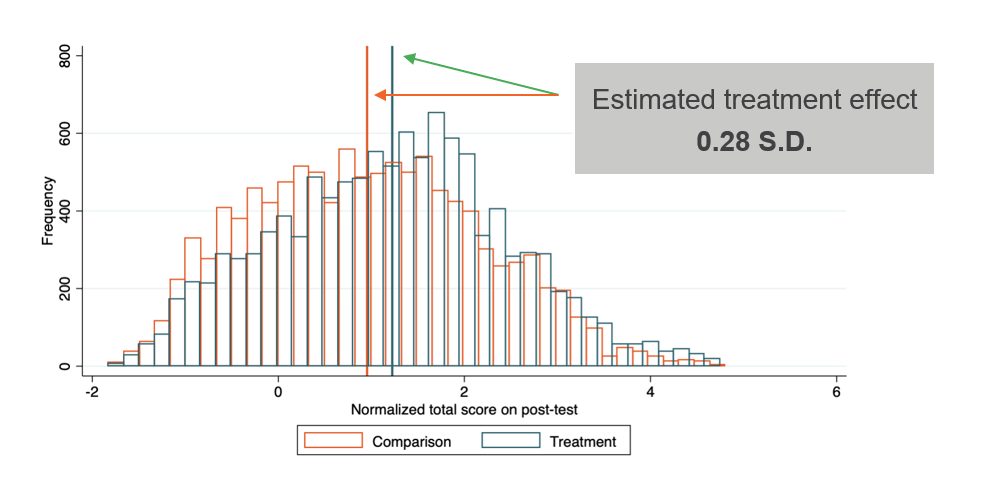 800
600
400
200
0
Frequency
-2
0
2
4
6
Normalized total score on post-test
Comparison
Treatment
Estimated treatment effect
0.28 S.D.